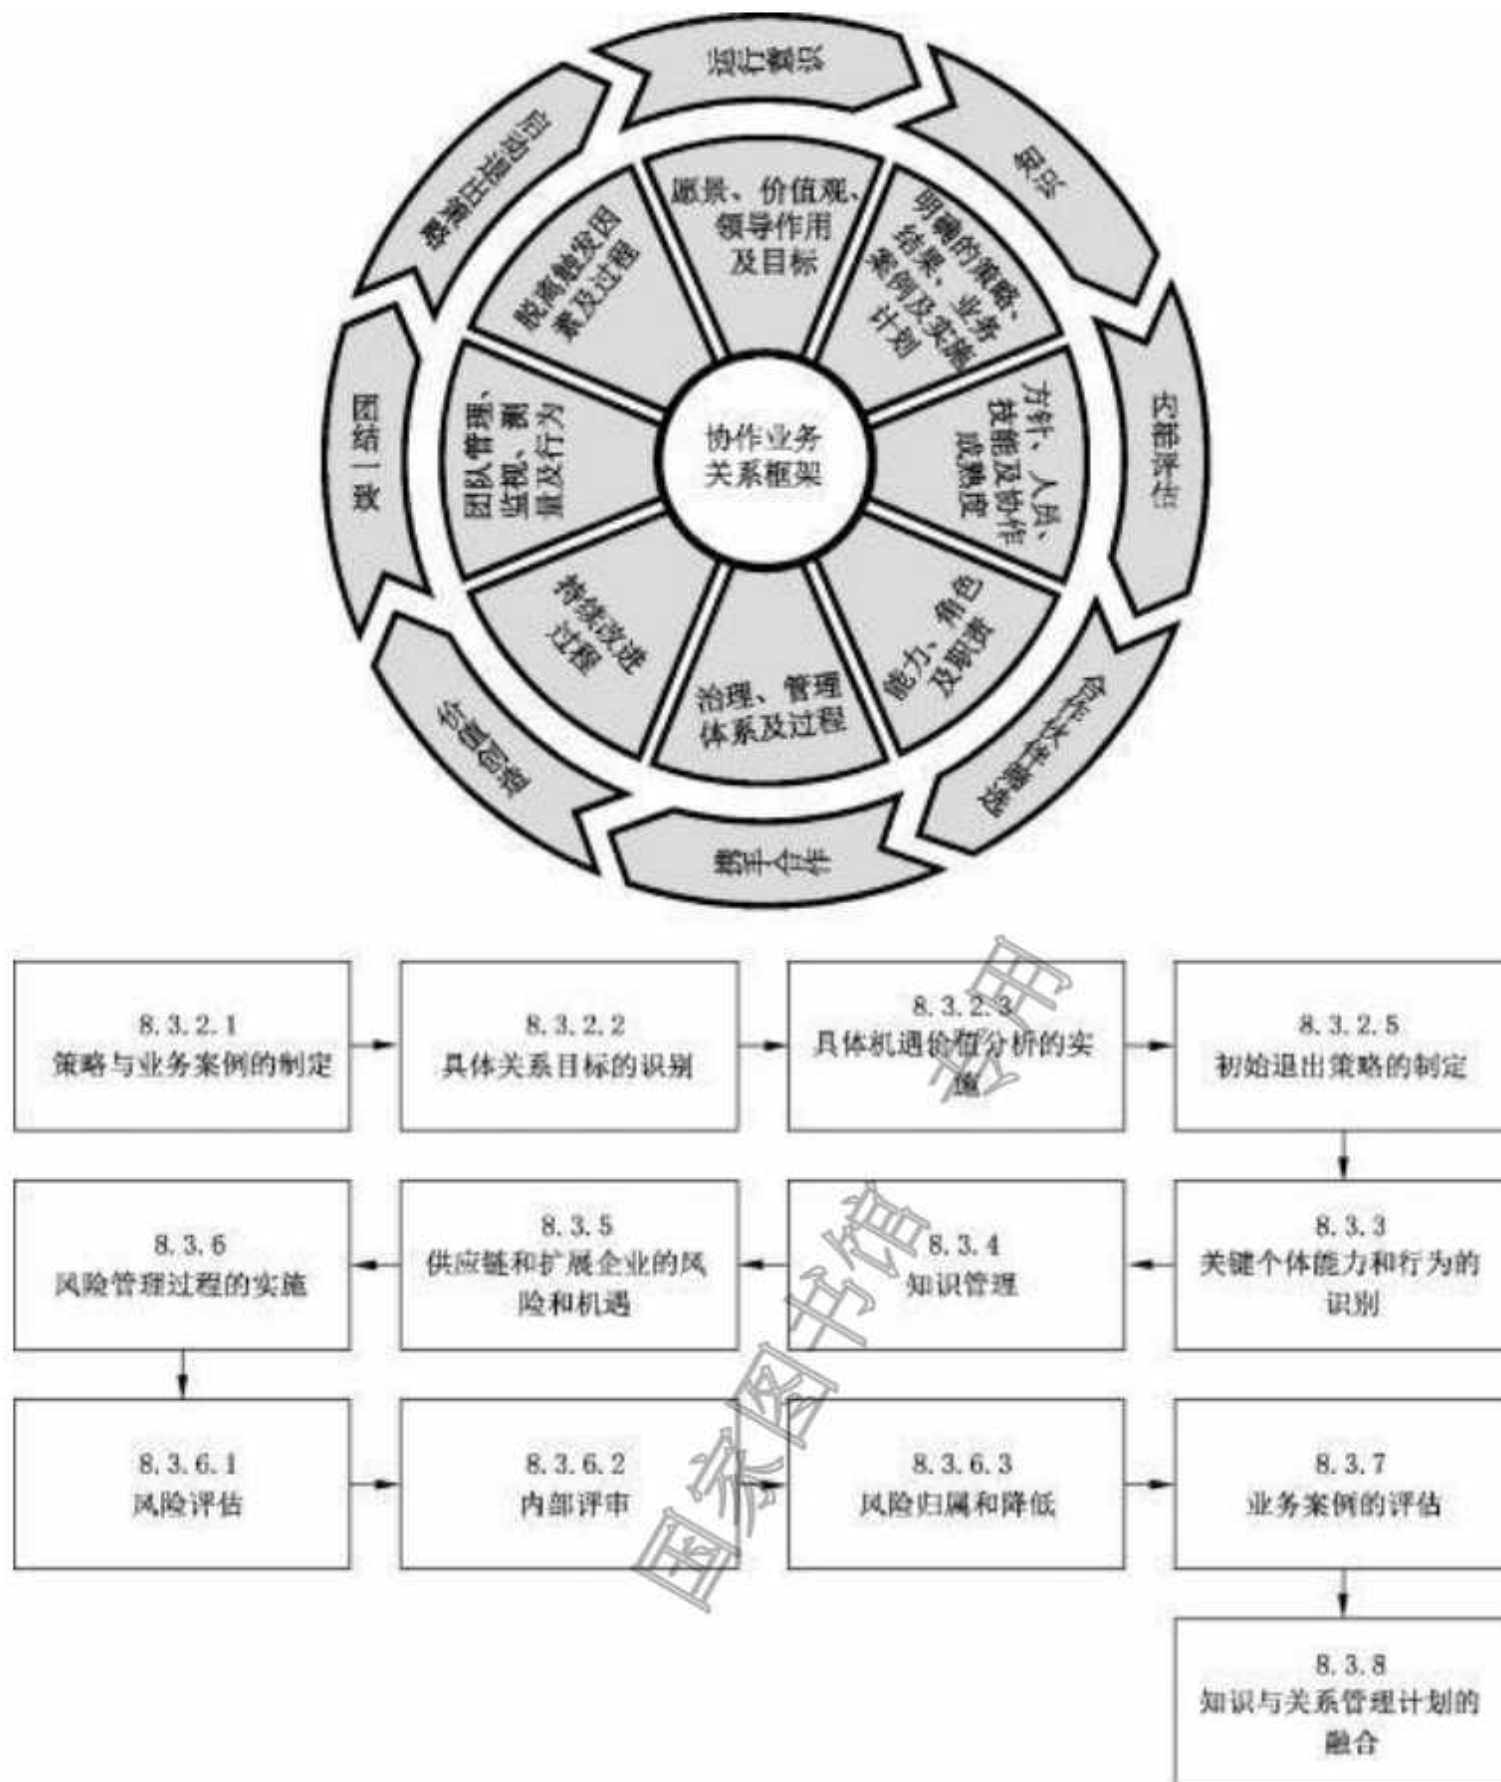 运行意识
知识
内部评估
合作伙伴遴选
携手合作
价值创造
团结一致
启动退出策略
愿景、价值观、
领导作用
及目标
明确的策略、
结果、业务
案例及实施
计划
方针、人员、
技能及协作
成熟度
能力、角色
及职责
治理、管理
体系及过程
持续改进
过程
团队管理、
监视、测
量及行为
脱离触发因
素及过程
协作业务
关系框架
8.3.2.1
策略与业务案例的制定
8.3.2.2
具体关系目标的识别
8.3.2.3
具体机遇价值分析的实
施
8.3.2.5
初始退出策略的制定
8.3.6
风险管理过程的实施
8.3.5
供应链和扩展企业的风
险和机遇
8.3.4
知识管理
8.3.3
关键个体能力和行为的
识别
8.3.6.1
风险评估
8.3.6.2
内部评审
8.3.6.3
风险归属和降低
8.3.7
业务案例的评估
8.3.8
知识与关系管理计划的
融合
国家图书馆
专用